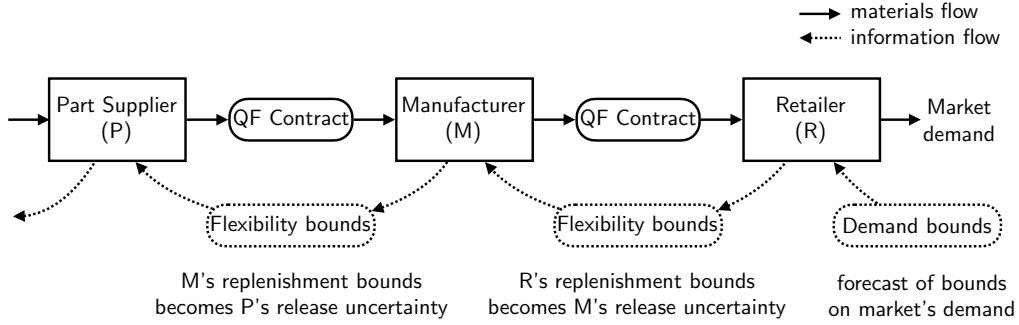 materials flow
information flow
Part Supplier
(P)
QF Contract
Manufacturer
(M)
QF Contract
Retailer
(R)
Market
demand
Flexibility bounds
Flexibility bounds
Demand bounds
M's replenishment bounds
becomes P's release uncertainty
R's replenishment bounds
becomes M's release uncertainty
forecast of bounds
on market's demand